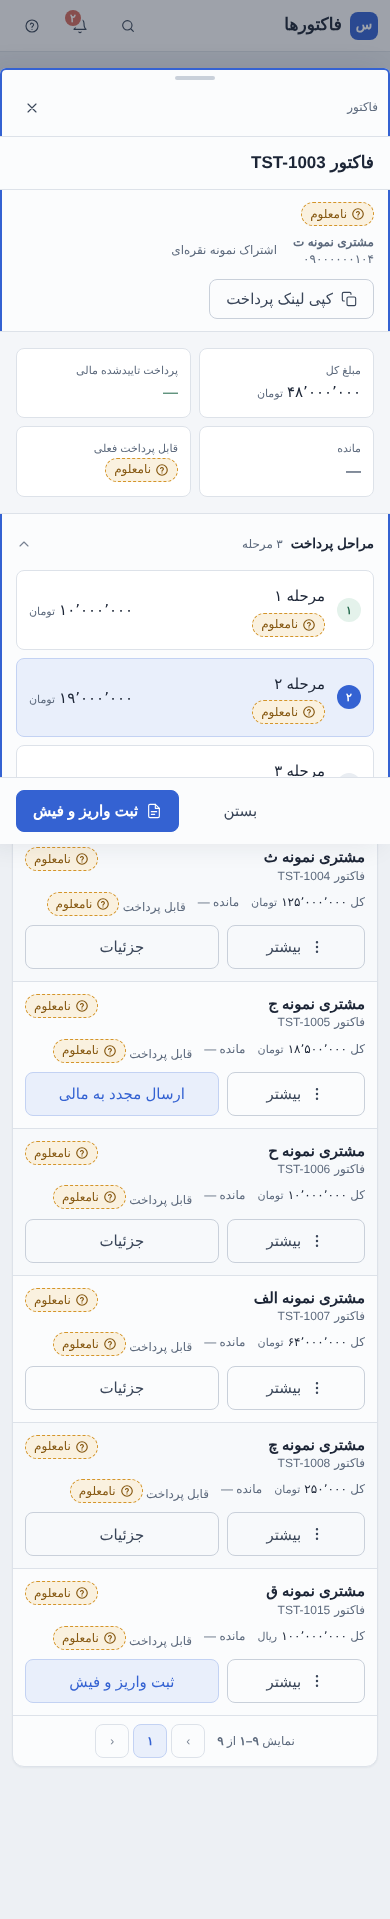 س
فاکتورها
۲
فاکتور
فاکتور TST-1003
نامعلوم
مشتری نمونه ت
۰۹۰۰۰۰۰۰۱۰۴
اشتراک نمونه نقره‌ای
کپی لینک پرداخت
مبلغ کل
۴۸٬۰۰۰٬۰۰۰ تومان
پرداخت تاییدشده مالی
—
مانده
—
قابل پرداخت فعلی
نامعلوم
مراحل پرداخت ۳ مرحله
۱
مرحله ۱
نامعلوم
۱۰٬۰۰۰٬۰۰۰ تومان
۲
مرحله ۲
نامعلوم
۱۹٬۰۰۰٬۰۰۰ تومان
مرحله ۳
بستن
ثبت واریز و فیش
مشتری نمونه ث
نامعلوم
فاکتور TST-1004
کل ۱۲۵٬۰۰۰٬۰۰۰ تومان مانده — قابل پرداخت نامعلوم
بیشتر
جزئیات
مشتری نمونه ج
نامعلوم
فاکتور TST-1005
کل ۱۸٬۵۰۰٬۰۰۰ تومان مانده — قابل پرداخت نامعلوم
بیشتر
ارسال مجدد به مالی
مشتری نمونه ح
نامعلوم
فاکتور TST-1006
کل ۱۰٬۰۰۰٬۰۰۰ تومان مانده — قابل پرداخت نامعلوم
بیشتر
جزئیات
مشتری نمونه الف
نامعلوم
فاکتور TST-1007
کل ۶۴٬۰۰۰٬۰۰۰ تومان مانده — قابل پرداخت نامعلوم
بیشتر
جزئیات
مشتری نمونه چ
نامعلوم
فاکتور TST-1008
کل ۲۵۰٬۰۰۰ تومان مانده — قابل پرداخت نامعلوم
بیشتر
جزئیات
مشتری نمونه ق
نامعلوم
فاکتور TST-1015
کل ۱۰۰٬۰۰۰٬۰۰۰ ریال مانده — قابل پرداخت نامعلوم
بیشتر
ثبت واریز و فیش
نمایش ۹–۱ از ۹
۱